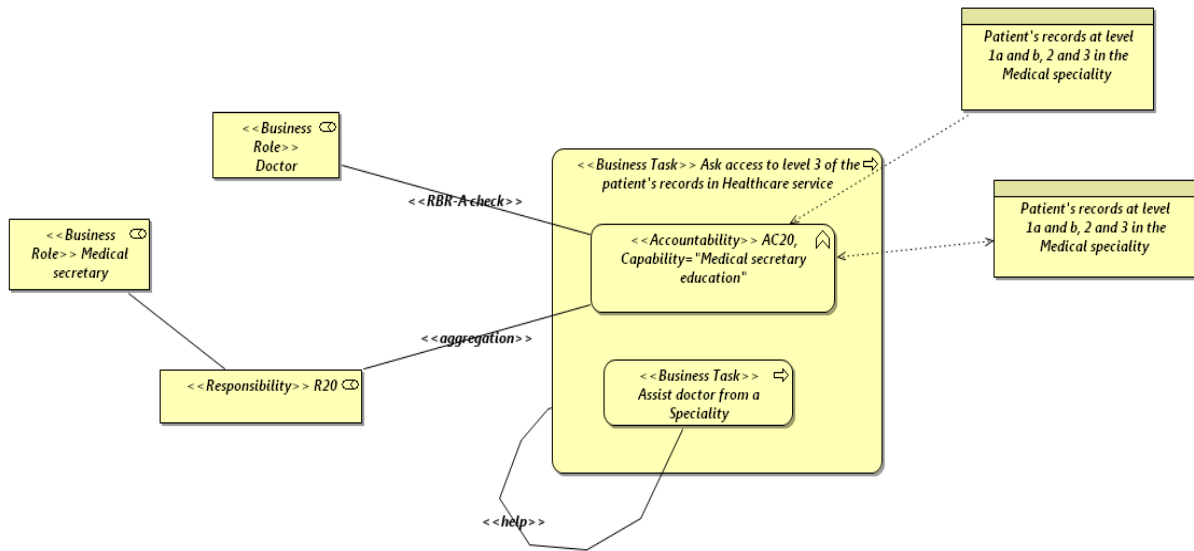 Patient's records at level
1a and b, 2 and 3 in the
Medical speciality
<<Business
Role>>
Doctor
<<Business Task>> Ask access to level 3 of the
patient's records in Healthcare service
<<RBR-A check>>
Patient's records at level
1a and b, 2 and 3 in the
Medical speciality
<<Business
Role>> Medical
secretary
<<Accountability>> AC20,
Capability="Medical secretary
education"
<<aggregation>>
<<Responsibility>> R20
<<Business Task>>
Assist doctor from a
Speciality
<<help>>